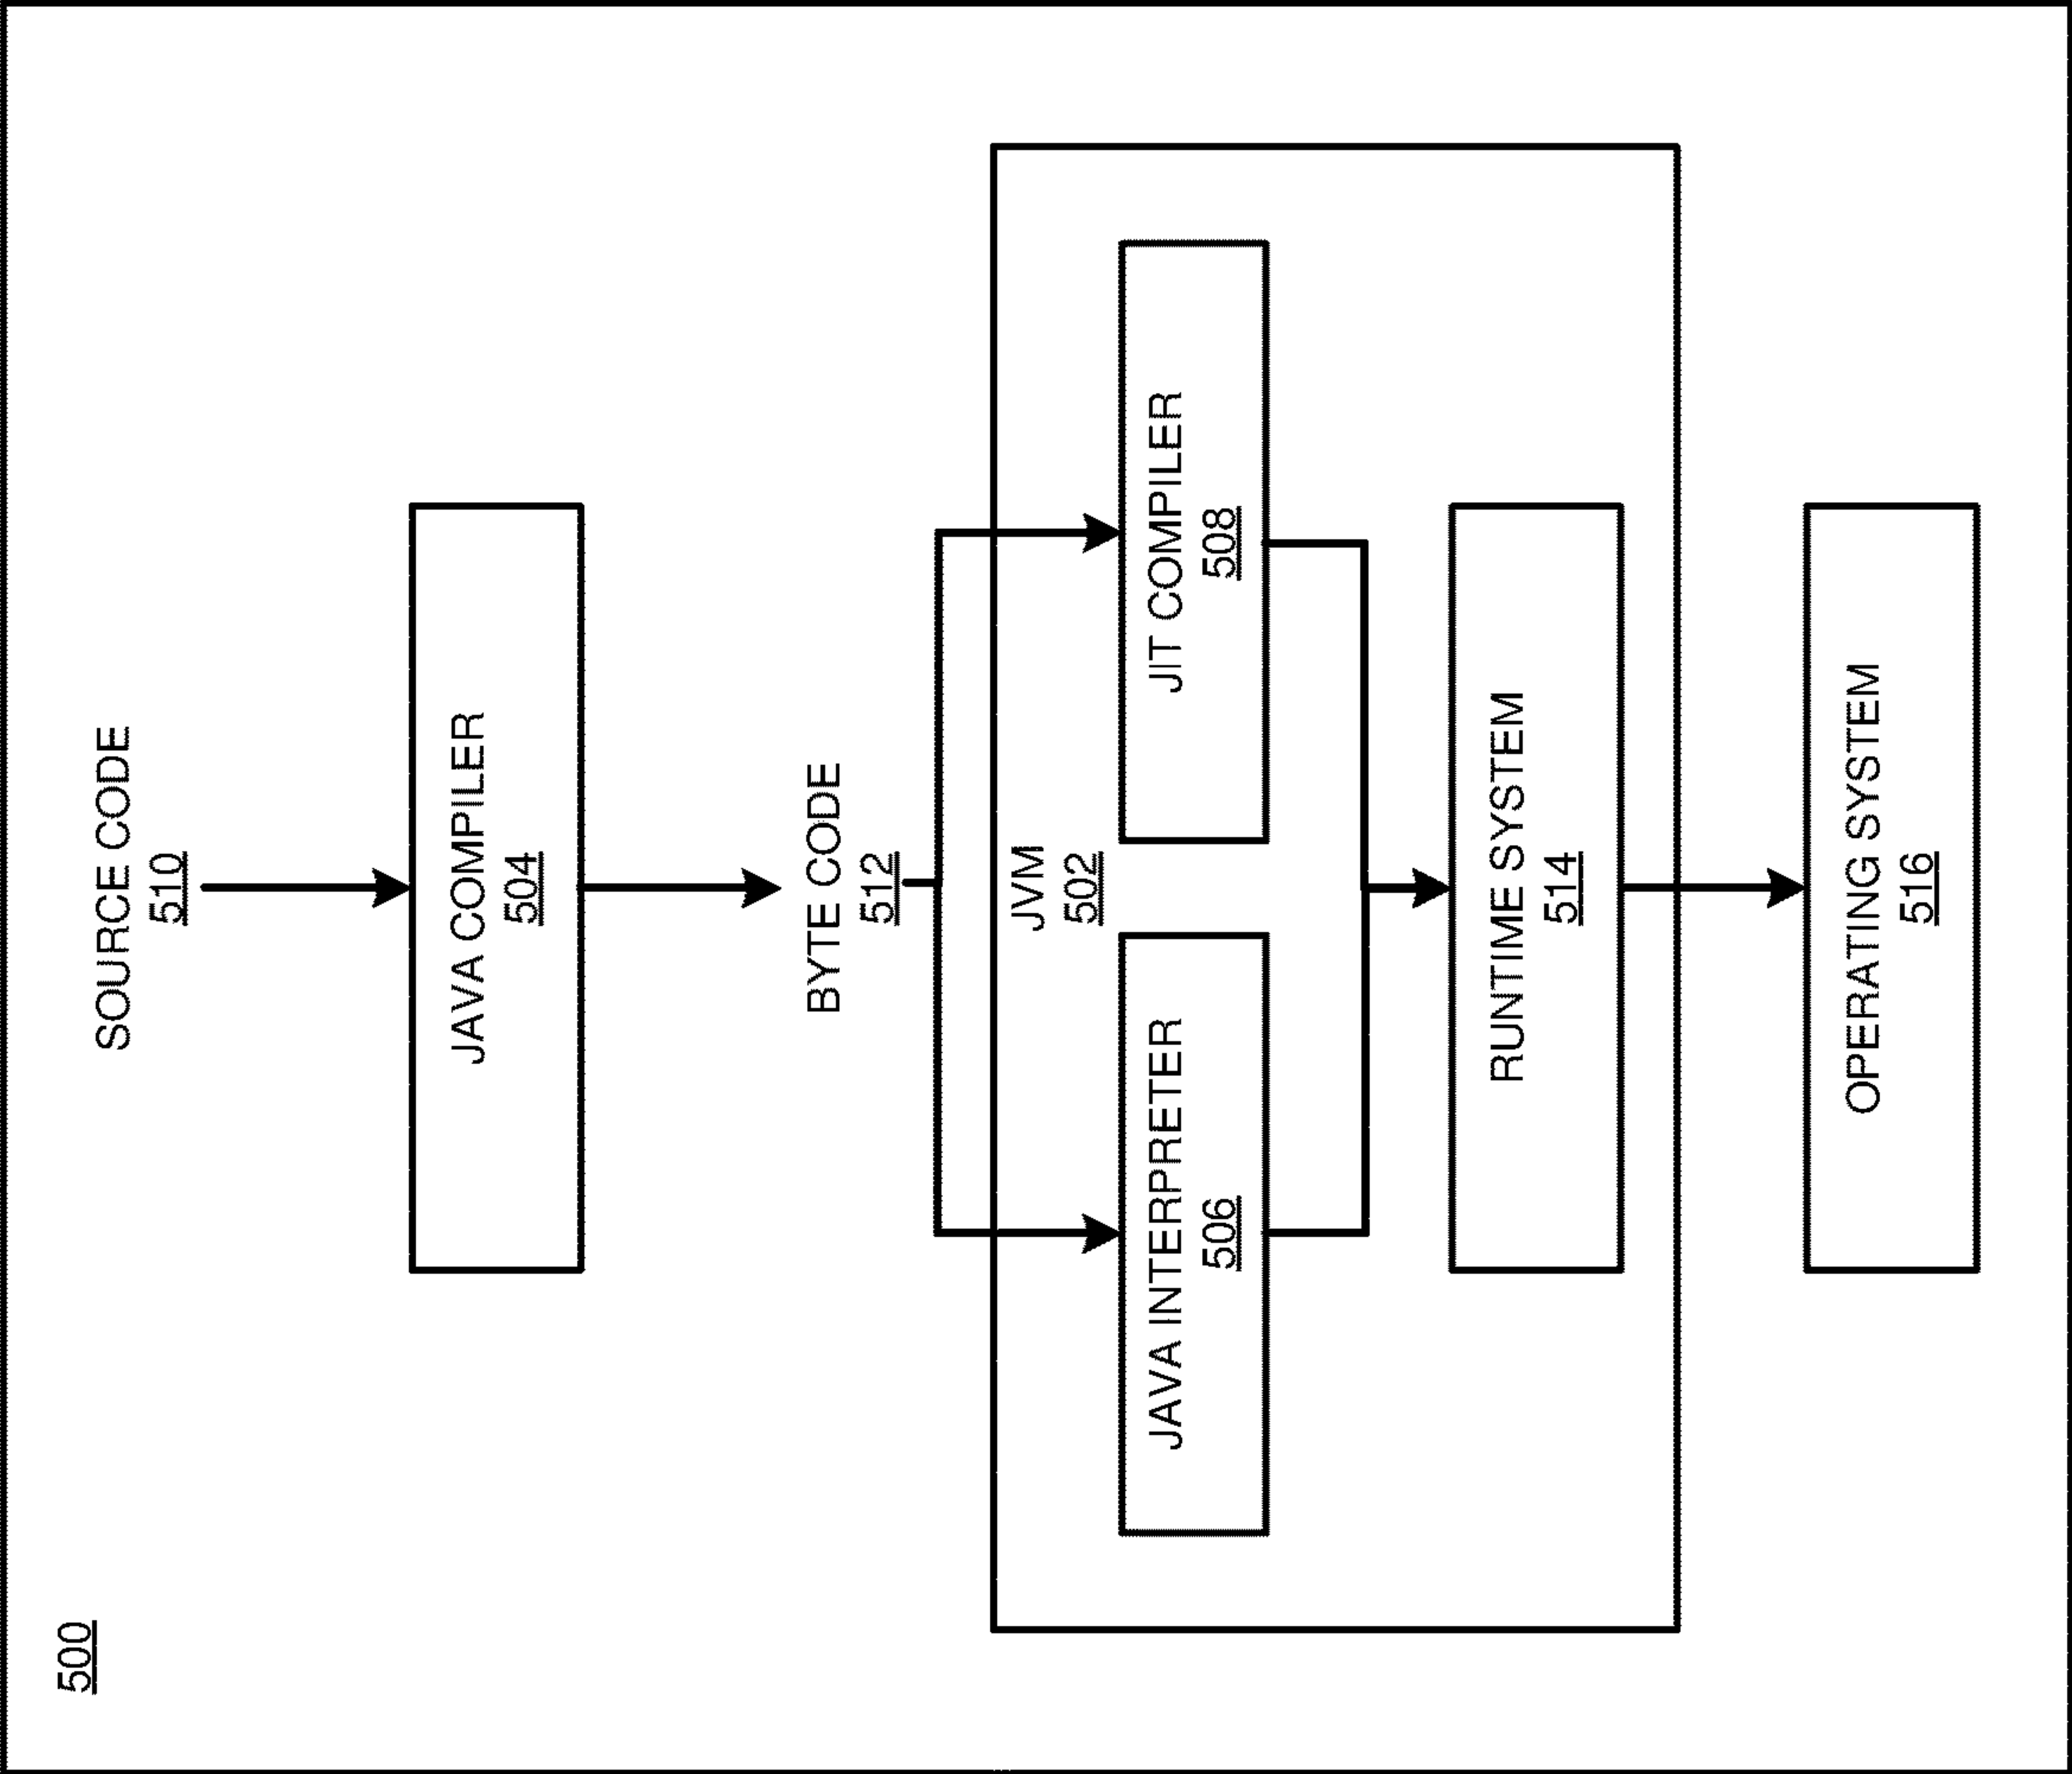 500
SOURCE CODE
510
JAVA COMPILER
504
BYTE CODE
512
JVM
502
JAVA INTERPRETER
506
JIT COMPILER
508
RUNTIME SYSTEM
514
OPERATING SYSTEM
516